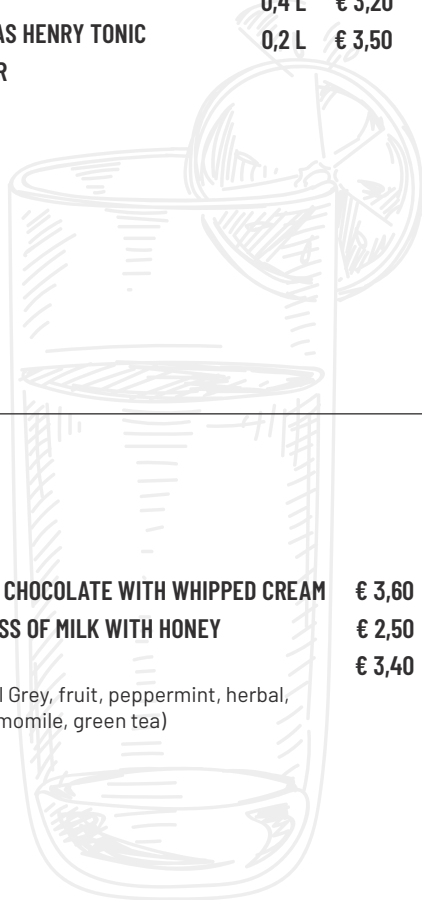 0,4 L € 3,20
AS HENRY TONIC 0,2 L € 3,50
R
CHOCOLATE WITH WHIPPED CREAM € 3,60
SS OF MILK WITH HONEY € 2,50
€ 3,40
l Grey, fruit, peppermint, herbal,
momile, green tea)